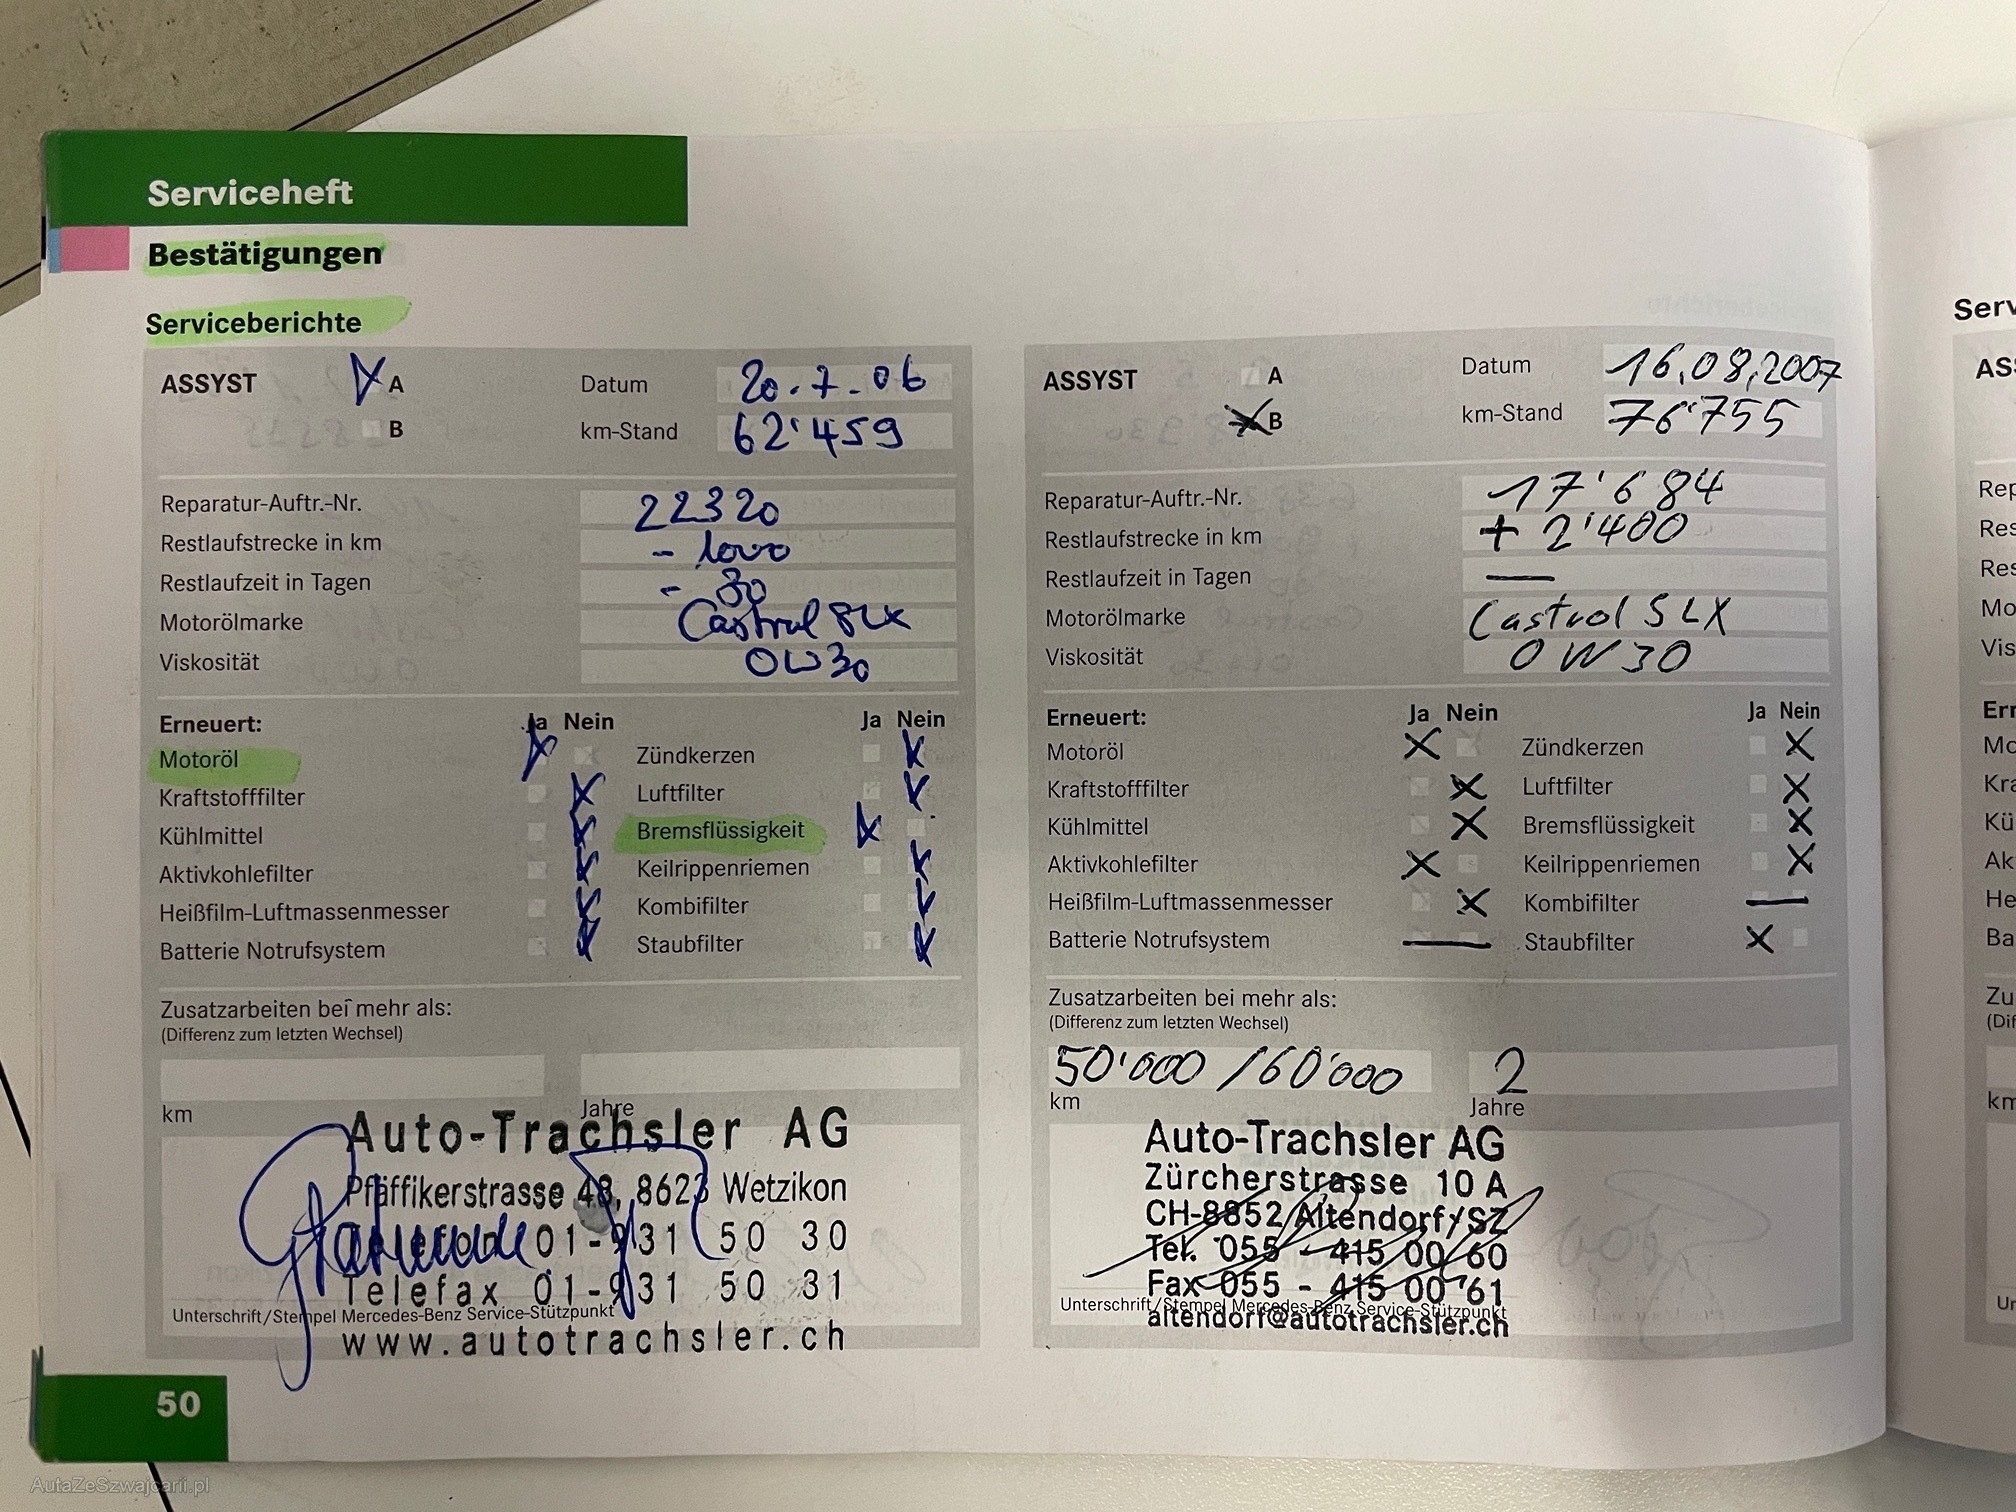 Serviceheft
Bestätigungen
Serviceberichte
ASSYST A Datum 20.7.06
B km-Stand 62'459
Reparatur-Auftr.-Nr. 22320
Restlaufstrecke in km - 1000
Restlaufzeit in Tagen - 30
Motorölmarke Castrol SLX
Viskosität 0W30
Erneuert: Ja Nein Ja Nein
Motoröl Zündkerzen
Kraftstofffilter Luftfilter
Kühlmittel Bremsflüssigkeit
Aktivkohlefilter Keilrippenriemen
Heißfilm-Luftmassenmesser Kombifilter
Batterie Notrufsystem Staubfilter
Zusatzarbeiten bei mehr als:
(Differenz zum letzten Wechsel)
km Jahre
Auto-Trachsler AG
Pfäffikerstrasse 48, 8623 Wetzikon
Telefon 01-931 50 30
Telefax 01-931 50 31
Unterschrift/Stempel Mercedes-Benz Service-Stützpunkt
www.autotrachsler.ch
50
ASSYST A Datum 16.08.2007
B km-Stand 76'755
Reparatur-Auftr.-Nr. 17'684
Restlaufstrecke in km + 2'400
Restlaufzeit in Tagen —
Motorölmarke Castrol SLX
Viskosität 0W30
Erneuert: Ja Nein Ja Nein
Motoröl Zündkerzen
Kraftstofffilter Luftfilter
Kühlmittel Bremsflüssigkeit
Aktivkohlefilter Keilrippenriemen
Heißfilm-Luftmassenmesser Kombifilter
Batterie Notrufsystem Staubfilter
Zusatzarbeiten bei mehr als:
(Differenz zum letzten Wechsel)
50'000 /60'000 2
km Jahre
Auto-Trachsler AG
Zürcherstrasse 10 A
CH-8852 Altendorf/SZ
Tel. 055 - 415 00 60
Fax 055 - 415 00 61
Unterschrift/Stempel Mercedes-Benz Service-Stützpunkt
altendorf@autotrachsler.ch
AutaZeSzwajcarii.pl